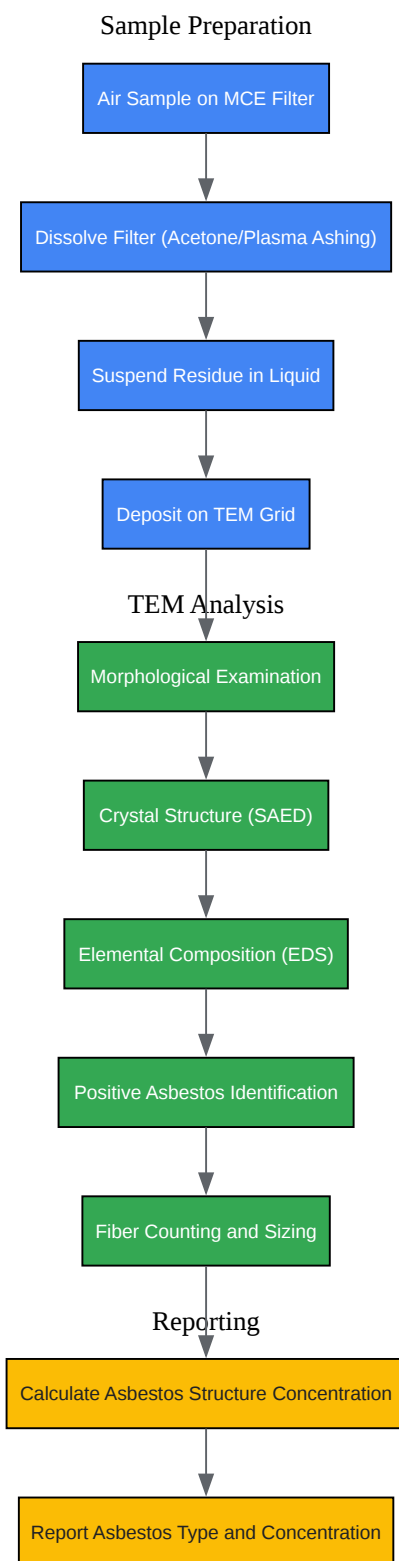 Sample Preparation
Air Sample on MCE Filter
Dissolve Filter (Acetone/Plasma Ashing)
Suspend Residue in Liquid
Deposit on TEM Grid
TEM Analysis
Morphological Examination
Crystal Structure (SAED)
Elemental Composition (EDS)
Positive Asbestos Identification
Fiber Counting and Sizing
Reporting
Calculate Asbestos Structure Concentration
Report Asbestos Type and Concentration